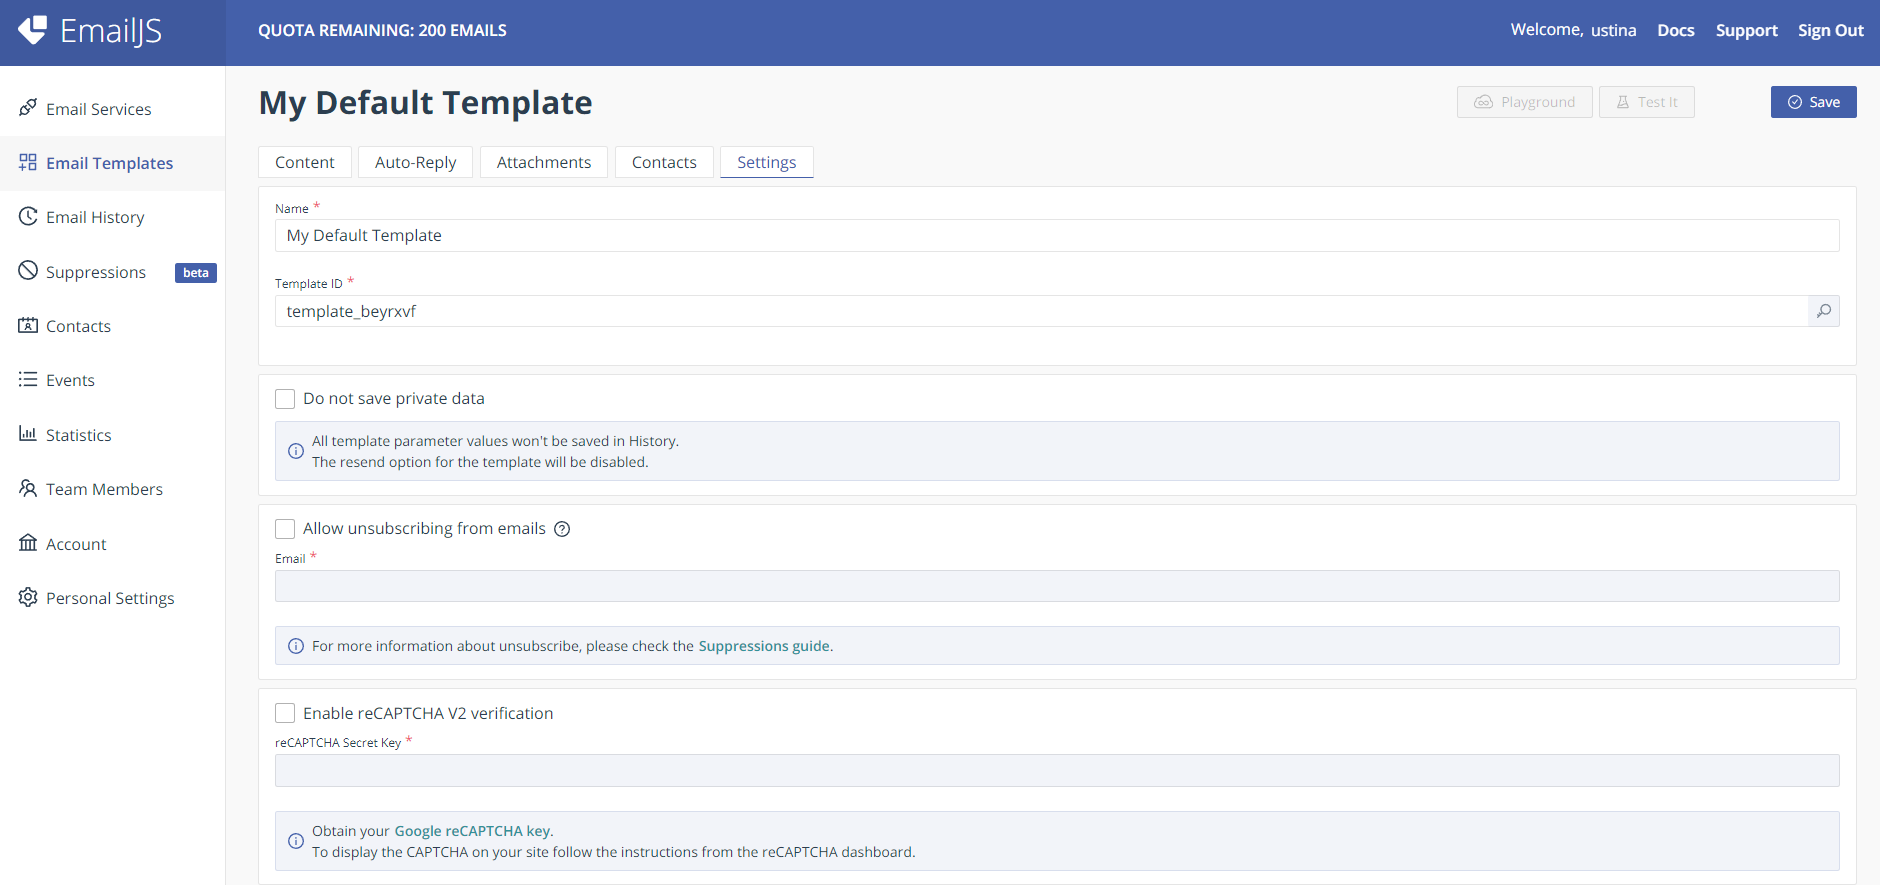 EmailJS
QUOTA REMAINING: 200 EMAILS
Welcome, ustina
Docs
Support
Sign Out
Email Services
Email Templates
Email History
Suppressions
beta
Contacts
Events
Statistics
Team Members
Account
Personal Settings
My Default Template
Playground
Test It
Save
Content
Auto-Reply
Attachments
Contacts
Settings
Name *
My Default Template
Template ID *
template_beyrxvf
Do not save private data
All template parameter values won't be saved in History.
The resend option for the template will be disabled.
Allow unsubscribing from emails
Email *
For more information about unsubscribe, please check the Suppressions guide.
Enable reCAPTCHA V2 verification
reCAPTCHA Secret Key *
Obtain your Google reCAPTCHA key.
To display the CAPTCHA on your site follow the instructions from the reCAPTCHA dashboard.